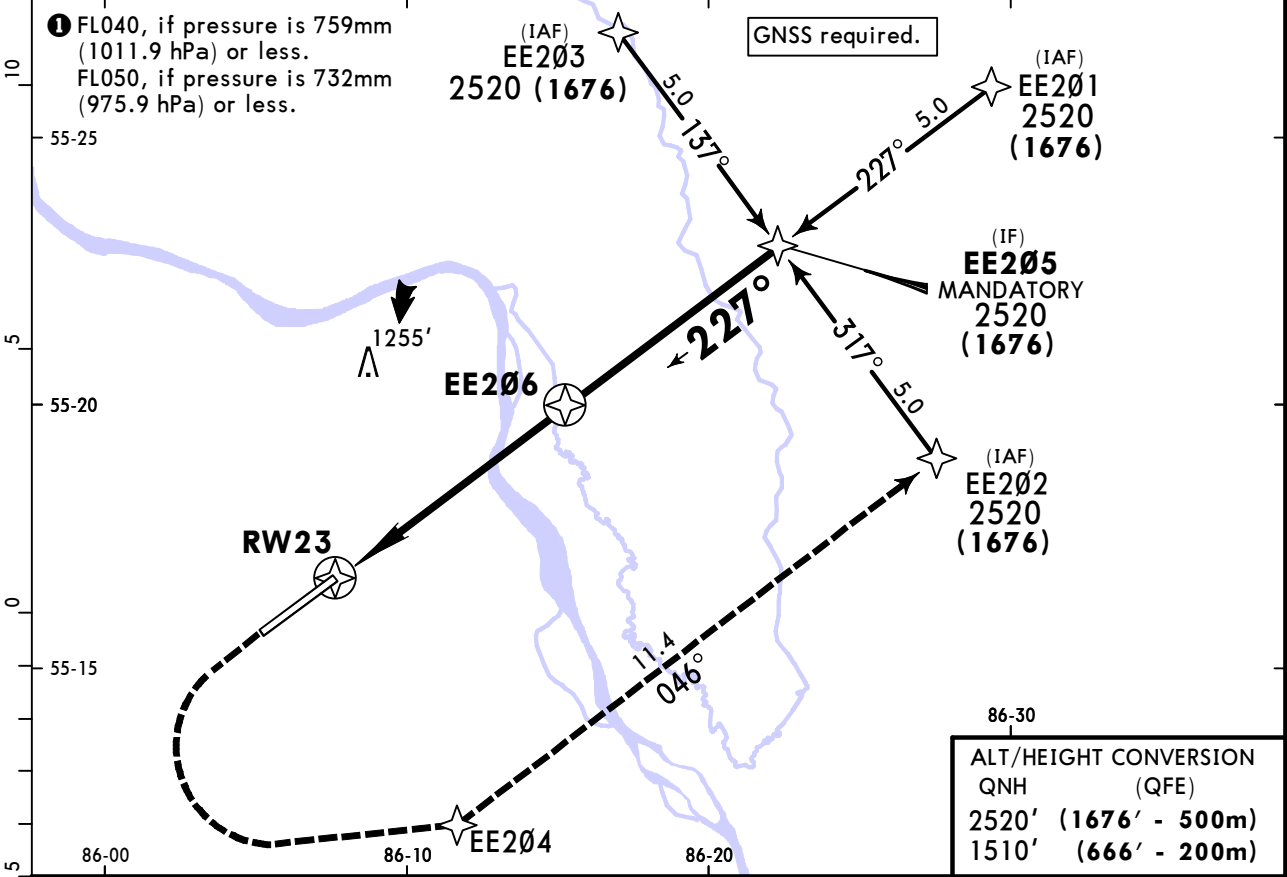 ❶ FL040, if pressure is 759mm
(1011.9 hPa) or less.
FL050, if pressure is 732mm
(975.9 hPa) or less.
(IAF)
EE2Ø3
2520 (1676)
GNSS required.
(IAF)
EE2Ø1
2520
(1676)
10
55-25
5.0
137°
5.0
227°
(IF)
EE2Ø5
MANDATORY
2520
(1676)
227°
1255'
5
317°
5.0
EE2Ø6
55-20
(IAF)
EE2Ø2
2520
(1676)
RW23
0
11.4
046°
55-15
86-30
EE2Ø4
5
86-00
86-10
86-20
ALT/HEIGHT CONVERSION
QNH (QFE)
2520' (1676' - 500m)
1510' (666' - 200m)